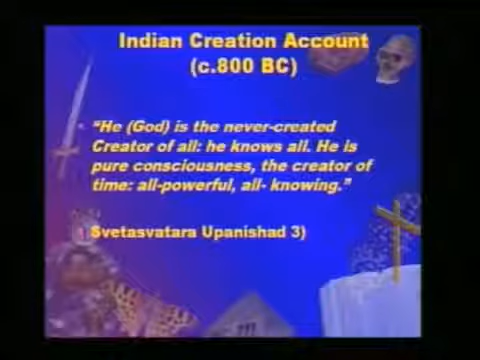 Indian Creation Account
(c.800 BC)
"He (God) is the never-created
Creator of all: he knows all. He is
pure consciousness, the creator of
time: all-powerful, all- knowing."
Svetasvatara Upanishad 3)